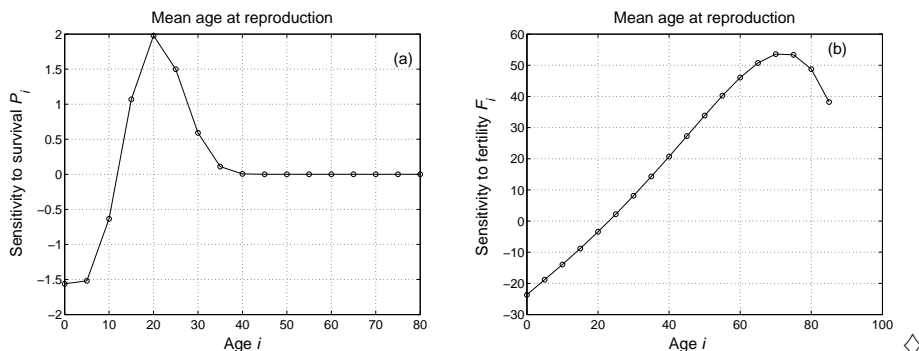 Mean age at reproduction
(a)
Sensitivity to survival P_i
2
1.5
1
0.5
0
−0.5
−1
−1.5
−2
0 10 20 30 40 50 60 70 80
Age i
Mean age at reproduction
(b)
Sensitivity to fertility F_i
60
50
40
30
20
10
0
−10
−20
−30
0 20 40 60 80 100
Age i